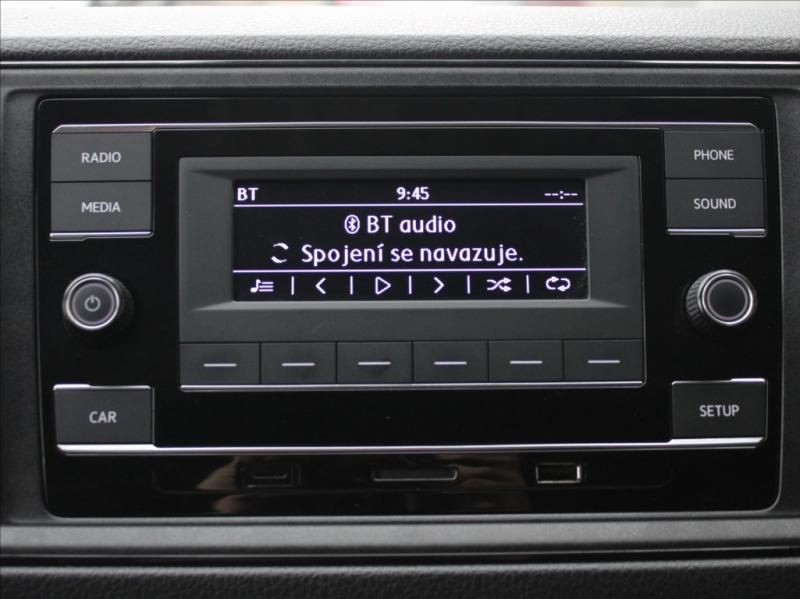 RADIO
PHONE
MEDIA
SOUND
BT 9:45 --:--
BT audio
Spojení se navazuje.
CAR
SETUP